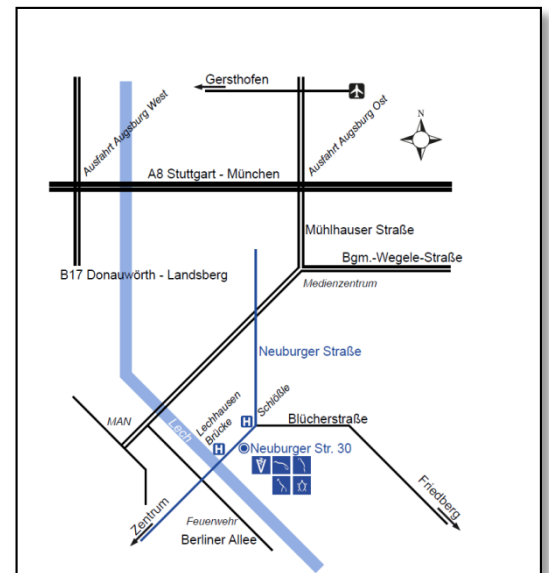 Gersthofen
Ausfahrt Augsburg West
Ausfahrt Augsburg Ost
N
A8 Stuttgart - München
Mühlhauser Straße
Bgm.-Wegele-Straße
B17 Donauwörth - Landsberg
Medienzentrum
Neuburger Straße
MAN
Lech
Lechhausen
Brücke
H
Schlößle
Blücherstraße
H
Neuburger Str. 30
Friedberg
Zentrum
Feuerwehr
Berliner Allee